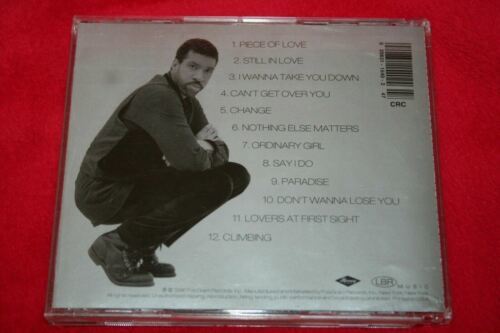 1. PIECE OF LOVE
2. STILL IN LOVE
3. I WANNA TAKE YOU DOWN
4. CAN'T GET OVER YOU
5. CHANGE
6. NOTHING ELSE MATTERS
7. ORDINARY GIRL
8. SAY I DO
9. PARADISE
10. DON'T WANNA LOSE YOU
11. LOVERS AT FIRST SIGHT
12. CLIMBING
CRC
LBR MUSIC